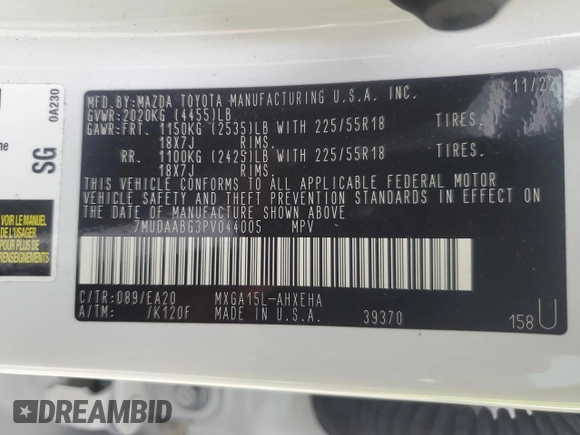 MFD.BY:MAZDA TOYOTA MANUFACTURING U.S.A. INC. 11/22
GVWR:2020KG (4455)LB
GAWR:FRT. 1150KG (2535)LB WITH 225/55R18 TIRES.
18X7J RIMS.
RR. 1100KG (2425)LB WITH 225/55R18 TIRES.
18X7J RIMS.
THIS VEHICLE CONFORMS TO ALL APPLICABLE FEDERAL MOTOR
VEHICLE SAFETY AND THEFT PREVENTION STANDARDS IN EFFECT ON
THE DATE OF MANUFACTURE SHOWN ABOVE
7MUDAABG3PV044005 MPV
C/TR:089/EA20 MXGA15L-AHXEHA
A/TM: /K120F MADE IN U.S.A. 39370 158U
0A230
SG
VOIR LE MANUEL
DE L'USAGER
POUR PLUS DE
DREAMBID